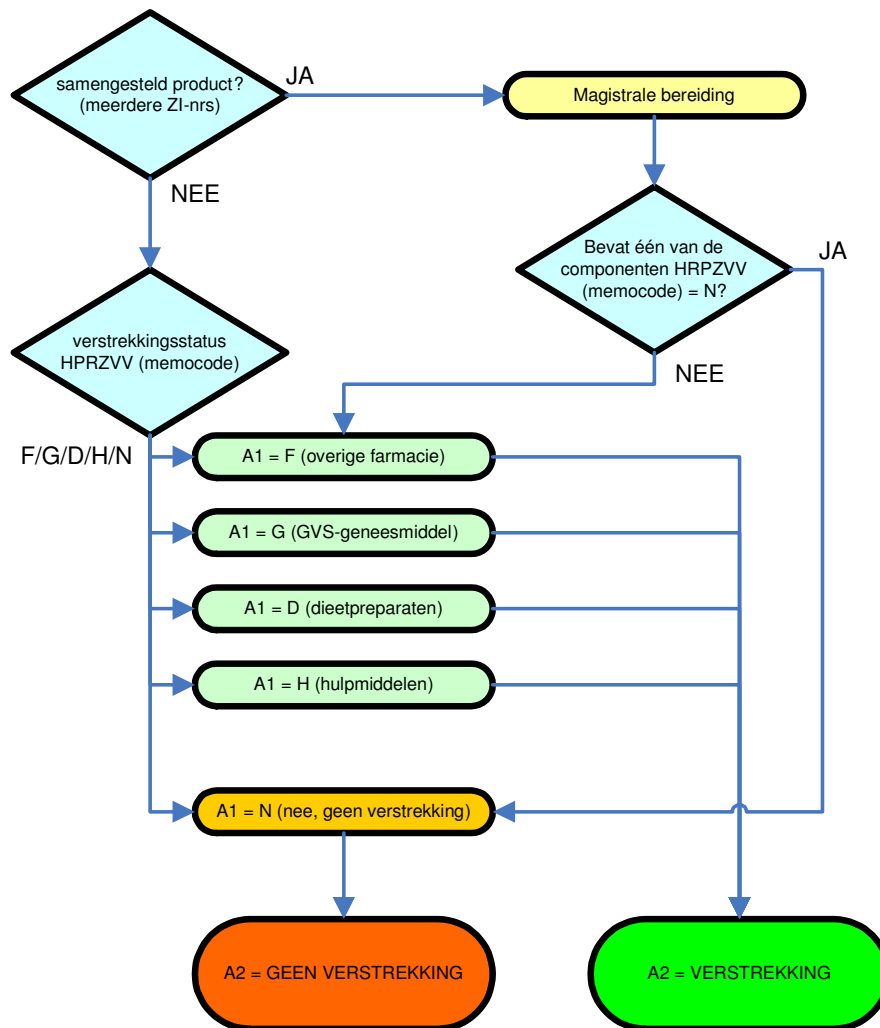 samengesteld product?
(meerdere ZI-nrs)
JA
Magistrale bereiding
NEE
Bevat één van de
componenten HRPZVV
(memocode) = N?
JA
verstrekkingsstatus
HPRZVV (memocode)
NEE
F/G/D/H/N
A1 = F (overige farmacie)
A1 = G (GVS-geneesmiddel)
A1 = D (dieetpreparaten)
A1 = H (hulpmiddelen)
A1 = N (nee, geen verstrekking)
A2 = GEEN VERSTREKKING
A2 = VERSTREKKING